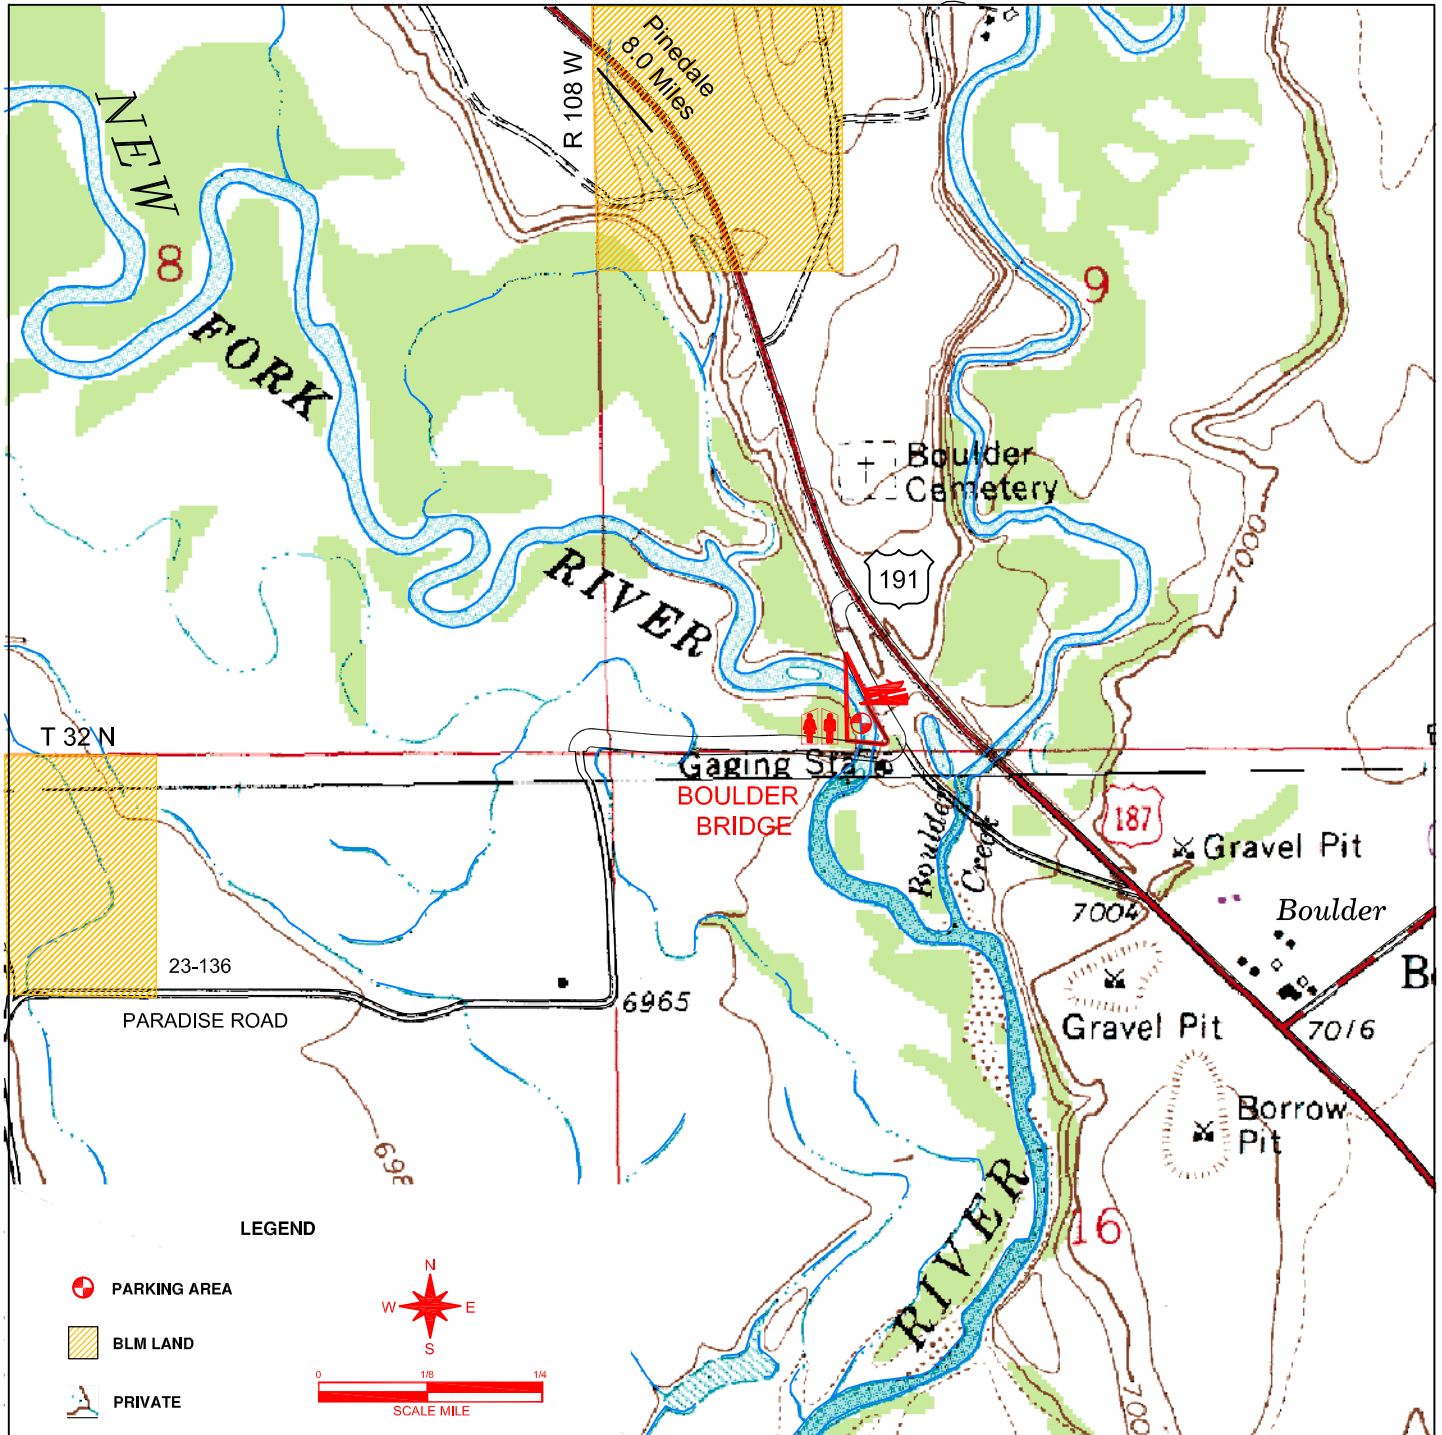 Pinedale
8.0 Miles
R 108 W
NEW
8
9
FORK
Boulder
Cemetery
7000
191
RIVER
T 32 N
Gaging Sta
BOULDER
BRIDGE
Boulder
Creek
187
Gravel Pit
7004
Boulder
23-136
6965
PARADISE ROAD
Gravel Pit
7016
Borrow
Pit
698
RIVER
16
700
LEGEND
PARKING AREA
BLM LAND
PRIVATE
N
W E
S
0 1/8 1/4
SCALE MILE